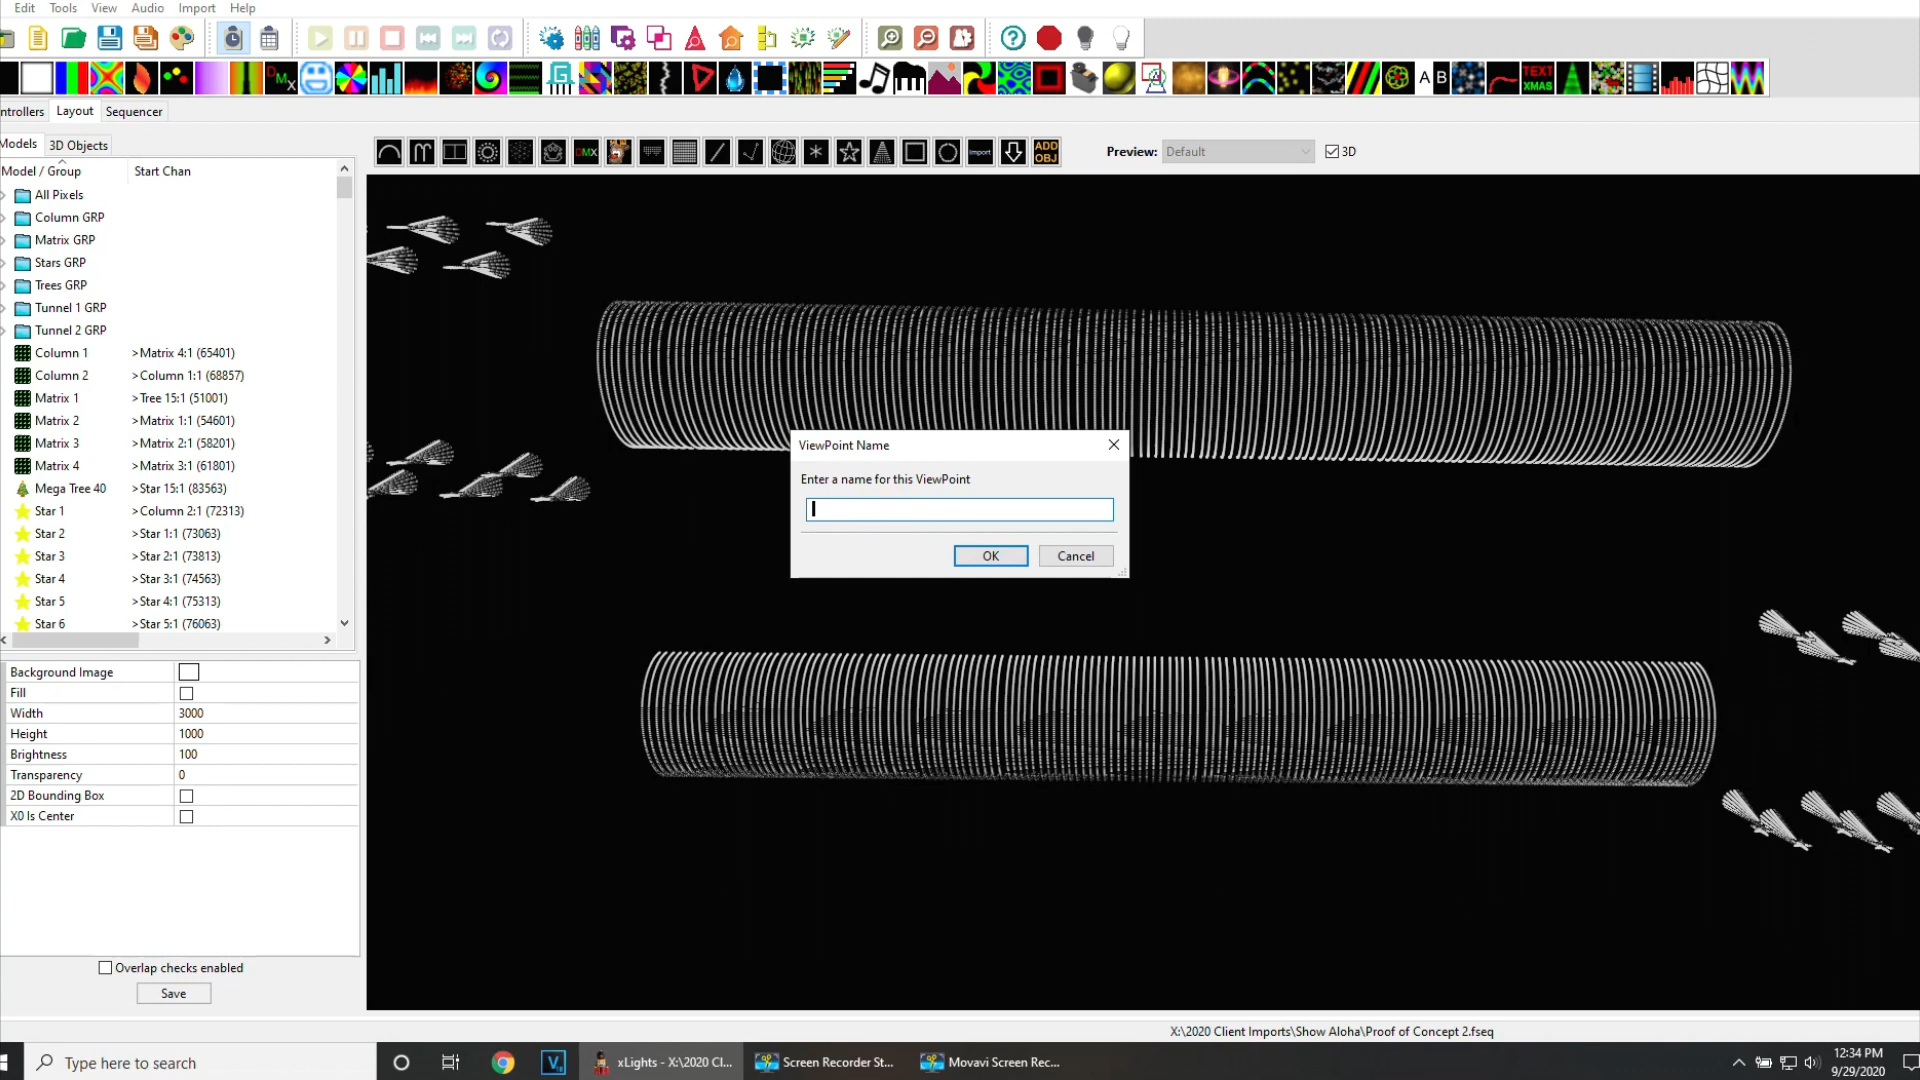 Edit Tools View Audio Import Help
DMX
A B
TEXT XMAS
ntrollers Layout Sequencer
Models 3D Objects
DMX
Import
ADD OBJ
Preview: Default 3D
Model / Group Start Chan
All Pixels
Column GRP
Matrix GRP
Stars GRP
Trees GRP
Tunnel 1 GRP
Tunnel 2 GRP
Column 1 >Matrix 4:1 (65401)
Column 2 >Column 1:1 (68857)
Matrix 1 >Tree 15:1 (51001)
Matrix 2 >Matrix 1:1 (54601)
Matrix 3 >Matrix 2:1 (58201)
Matrix 4 >Matrix 3:1 (61801)
Mega Tree 40 >Star 15:1 (83563)
Star 1 >Column 2:1 (72313)
Star 2 >Star 1:1 (73063)
Star 3 >Star 2:1 (73813)
Star 4 >Star 3:1 (74563)
Star 5 >Star 4:1 (75313)
Star 6 >Star 5:1 (76063)
ViewPoint Name
Enter a name for this ViewPoint
OK Cancel
Background Image
Fill
Width 3000
Height 1000
Brightness 100
Transparency 0
2D Bounding Box
X0 Is Center
Overlap checks enabled
Save
X:\2020 Client Imports\Show Aloha\Proof of Concept 2.fseq
Type here to search
xLights - X:\2020 Cl...
Screen Recorder St...
Movavi Screen Rec...
12:34 PM
9/29/2020